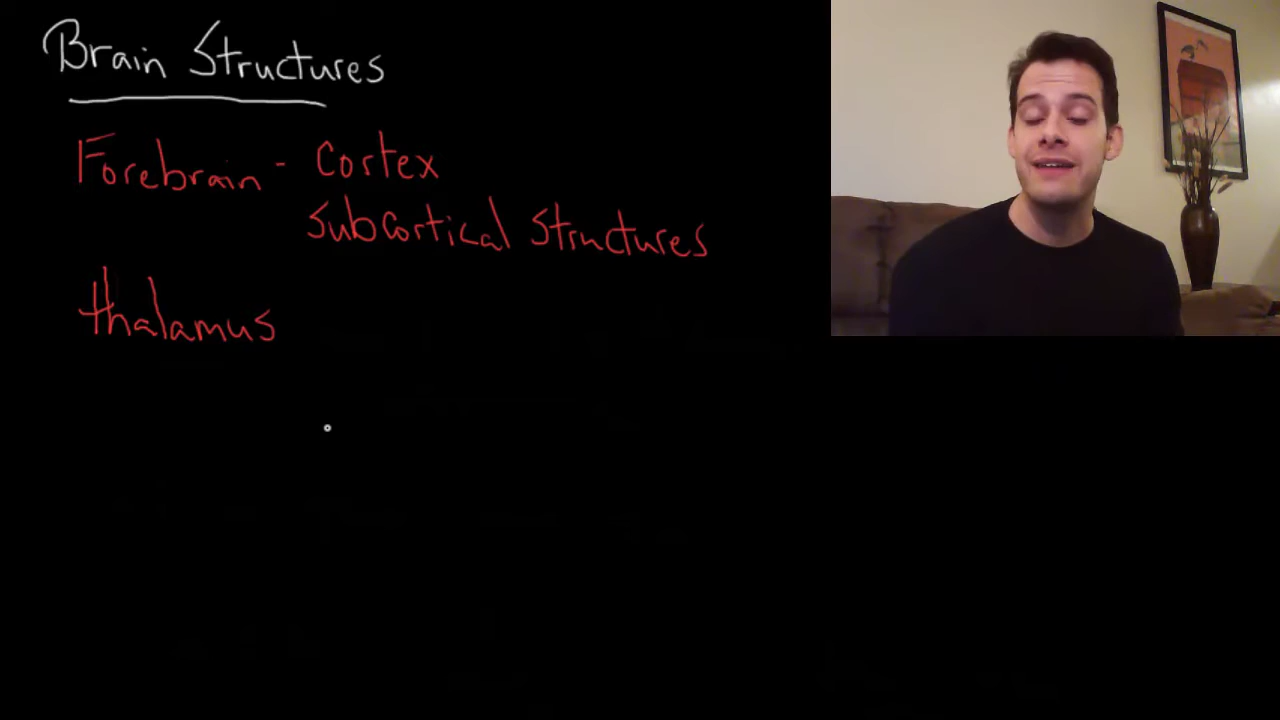 Brain Structures
Forebrain - Cortex
Subcortical Structures
thalamus